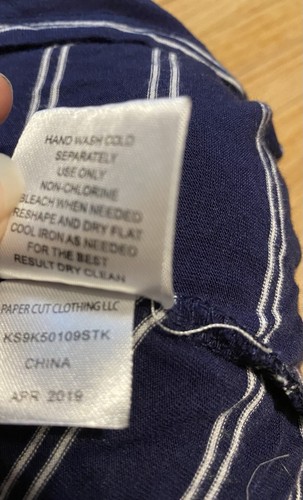 HAND WASH COLD
SEPARATELY
USE ONLY
NON-CHLORINE
BLEACH WHEN NEEDED
RESHAPE AND DRY FLAT
COOL IRON AS NEEDED
FOR THE BEST
RESULT DRY CLEAN
PAPER CUT CLOTHING LLC
KS9K50109STK
CHINA
APR 2019